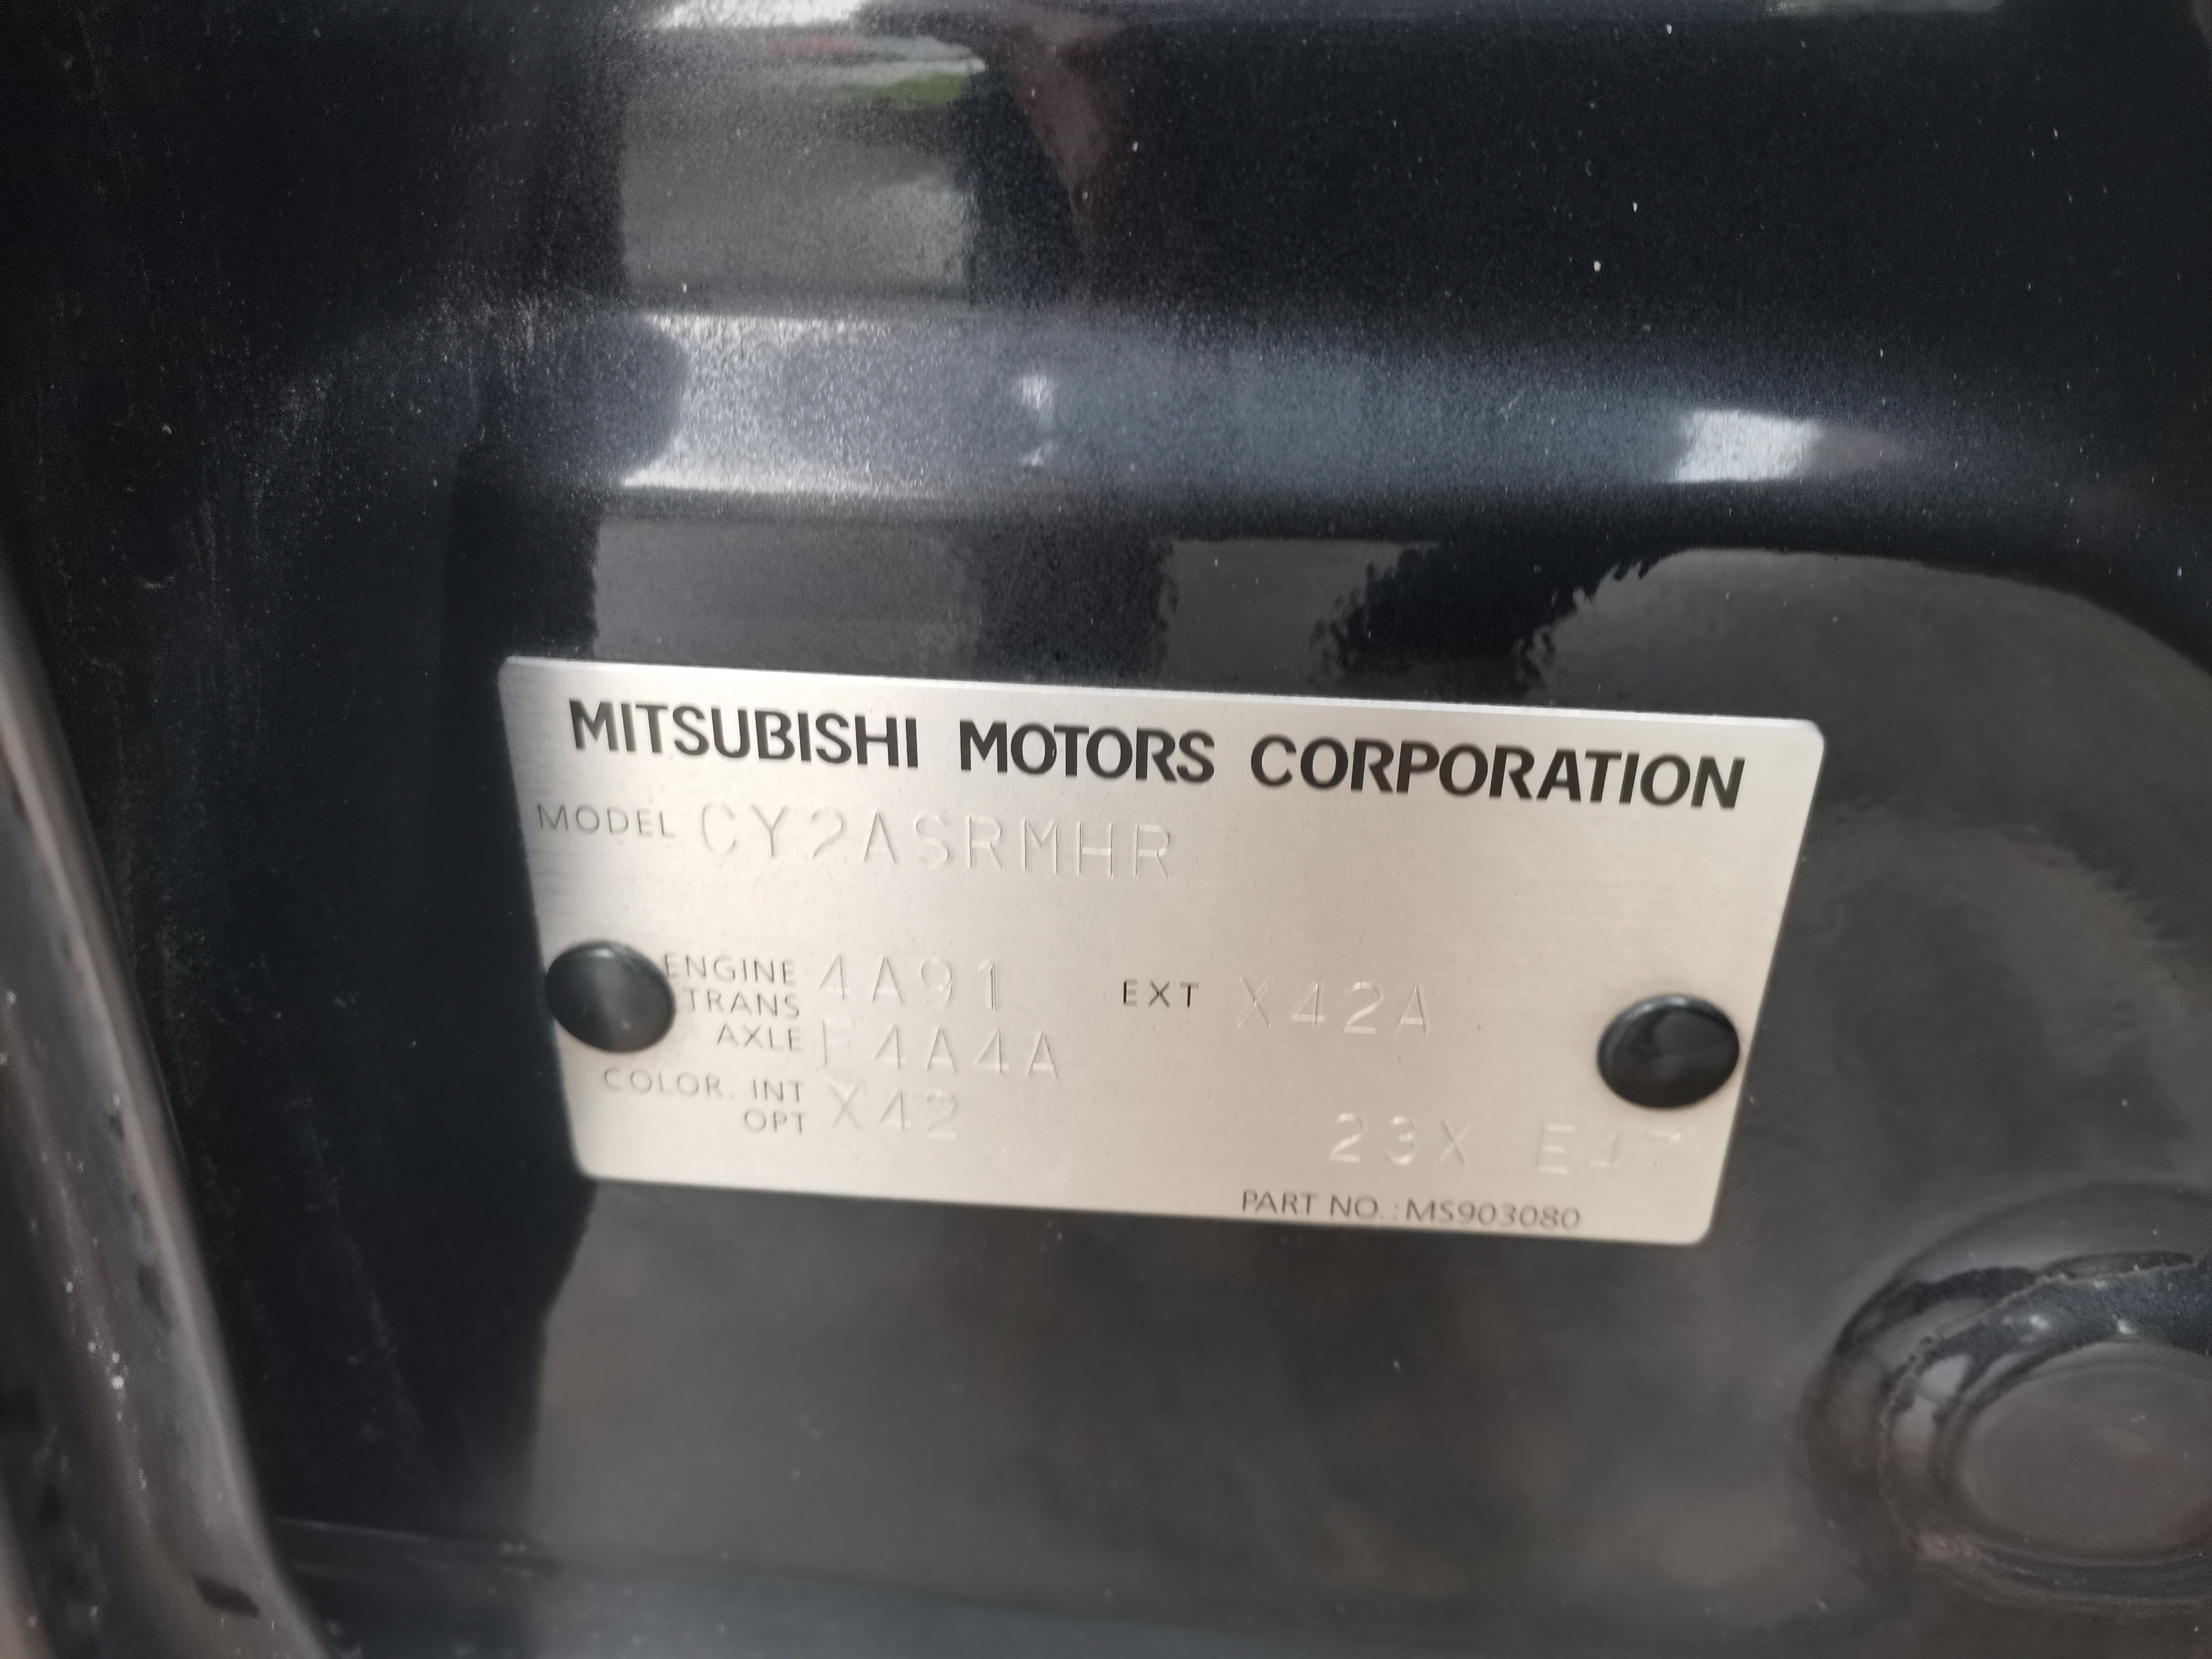 MITSUBISHI MOTORS CORPORATION
MODEL CY2ASRMHR
ENGINE 4A91 EXT X42A
TRANS
AXLE F4A4A
COLOR. INT X42
OPT
23X E47
PART NO.:MS903080